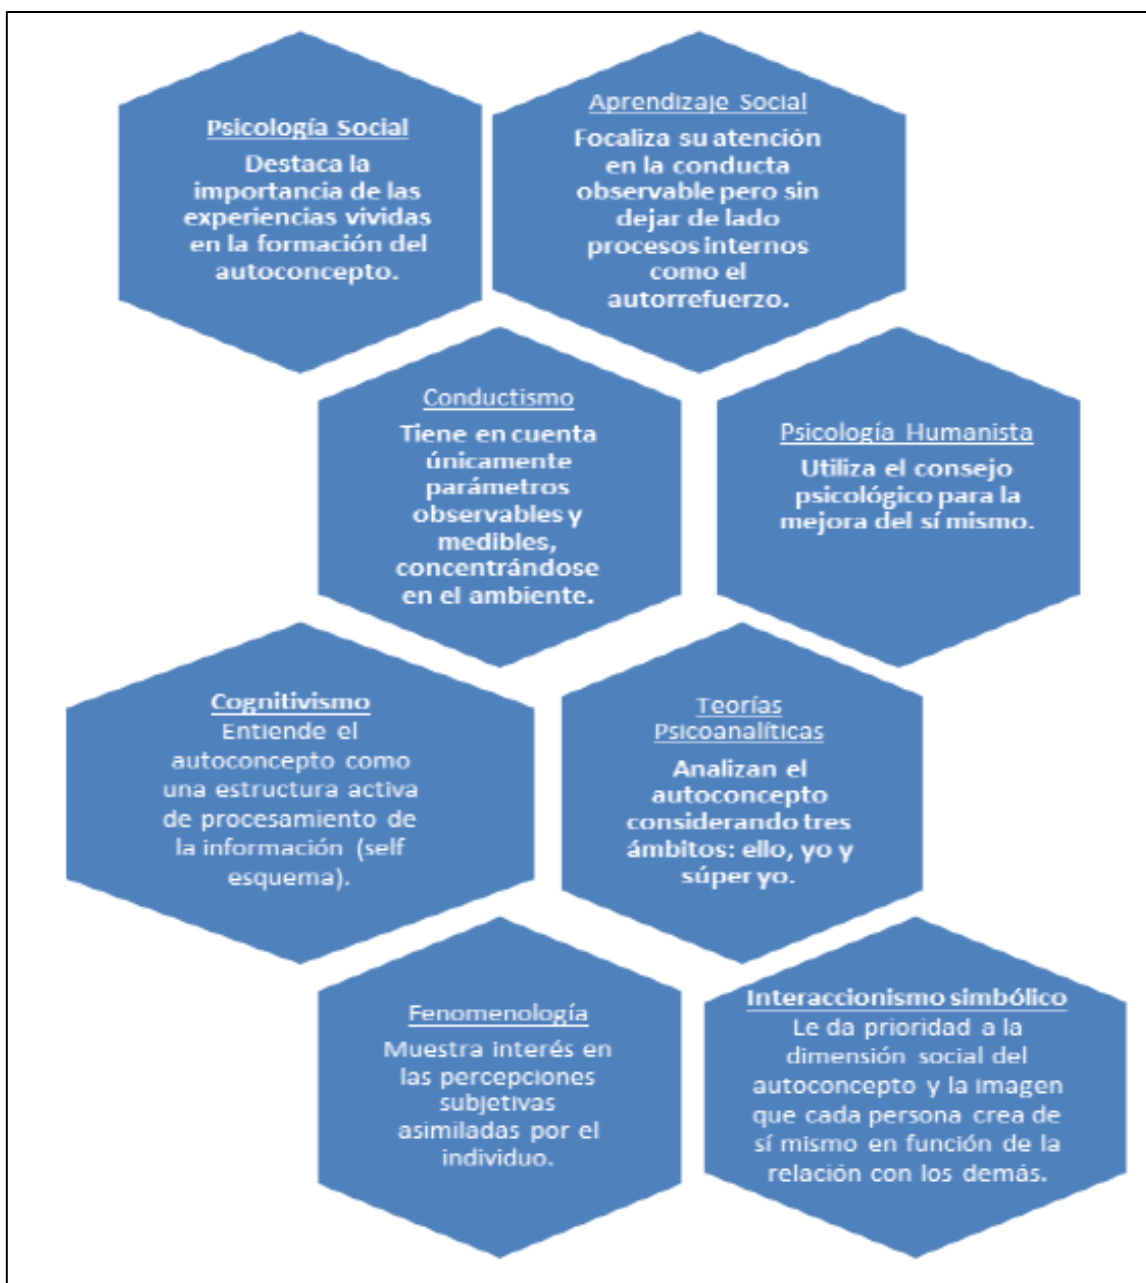 Psicología Social
Destaca la
importancia de las
experiencias vividas
en la formación del
autoconcepto.
Aprendizaje Social
Focaliza su atención
en la conducta
observable pero sin
dejar de lado
procesos internos
como el
autorrefuerzo.
Conductismo
Tiene en cuenta
únicamente
parámetros
observables y
medibles,
concentrándose
en el ambiente.
Psicología Humanista
Utiliza el consejo
psicológico para la
mejora del sí mismo.
Cognitivismo
Entiende el
autoconcepto como
una estructura activa
de procesamiento de
la información (self
esquema).
Teorías
Psicoanalíticas
Analizan el
autoconcepto
considerando tres
ámbitos: ello, yo y
súper yo.
Fenomenología
Muestra interés en
las percepciones
subjetivas
asimiladas por el
individuo.
Interaccionismo simbólico
Le da prioridad a la
dimensión social del
autoconcepto y la imagen
que cada persona crea de
sí mismo en función de la
relación con los demás.